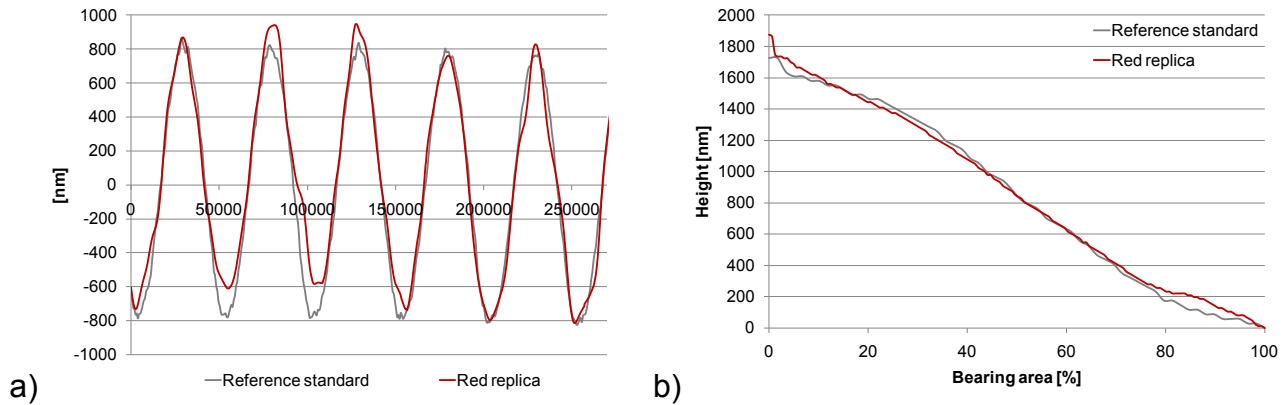 1000
800
600
400
200
0
-200
-400
-600
-800
-1000
[nm]
0 50000 100000 150000 200000 250000
Reference standard Red replica
a)
2000
1800
1600
1400
1200
1000
800
600
400
200
0
Height [nm]
Reference standard
Red replica
0 20 40 60 80 100
Bearing area [%]
b)